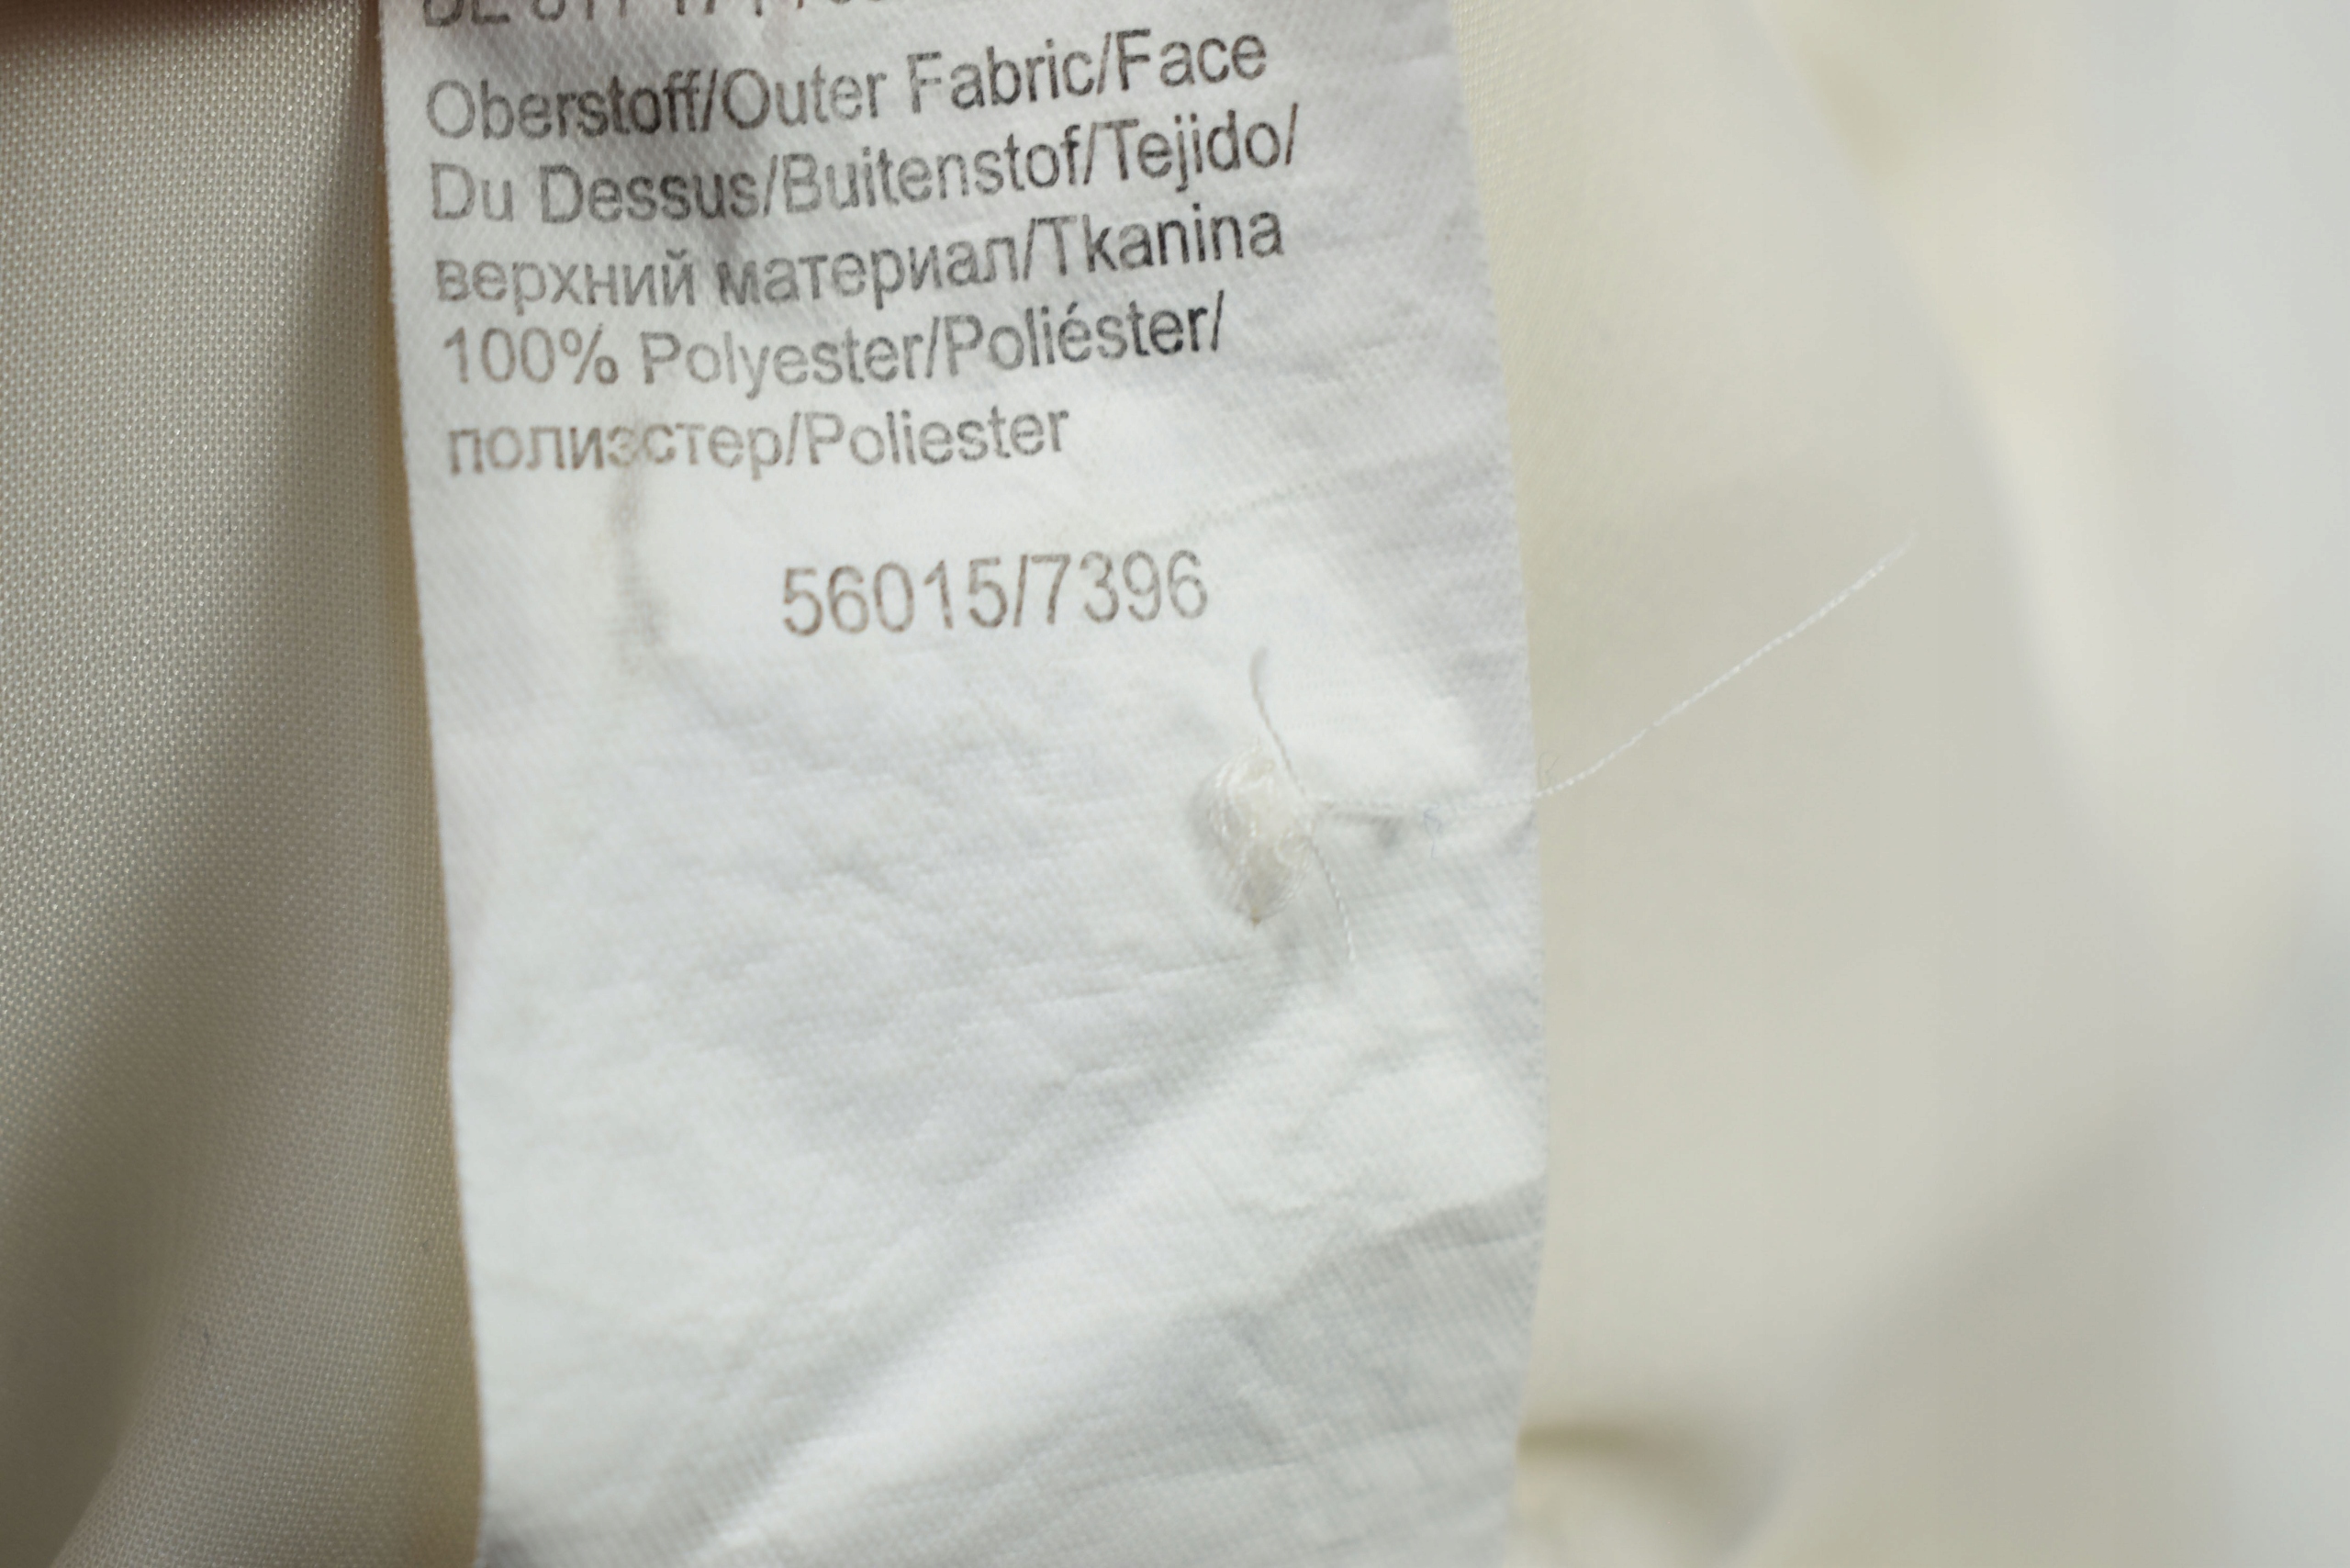 Oberstoff/Outer Fabric/Face
Du Dessus/Buitenstof/Tejido/
верхний материал/Tkanina
100% Polyester/Poliéster/
полиэстер/Poliester
56015/7396